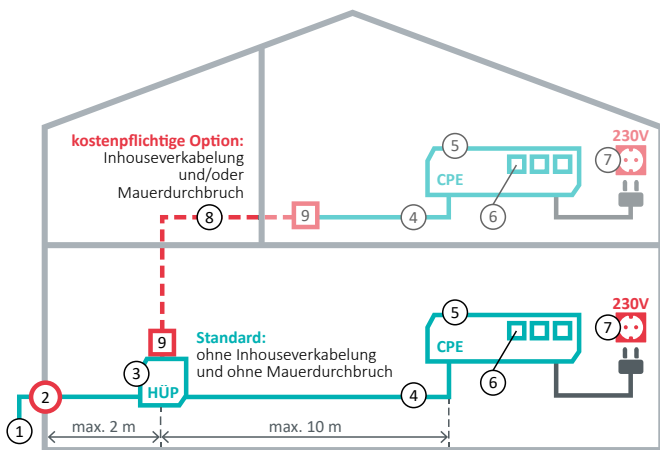 kostenpflichtige Option:
Inhouseverkabelung
und/oder
Mauerdurchbruch
8
9
4
5
CPE
6
230V
7
9
3
HÜP
Standard:
ohne Inhouseverkabelung
und ohne Mauerdurchbruch
5
CPE
6
230V
7
4
2
1
max. 2 m
max. 10 m